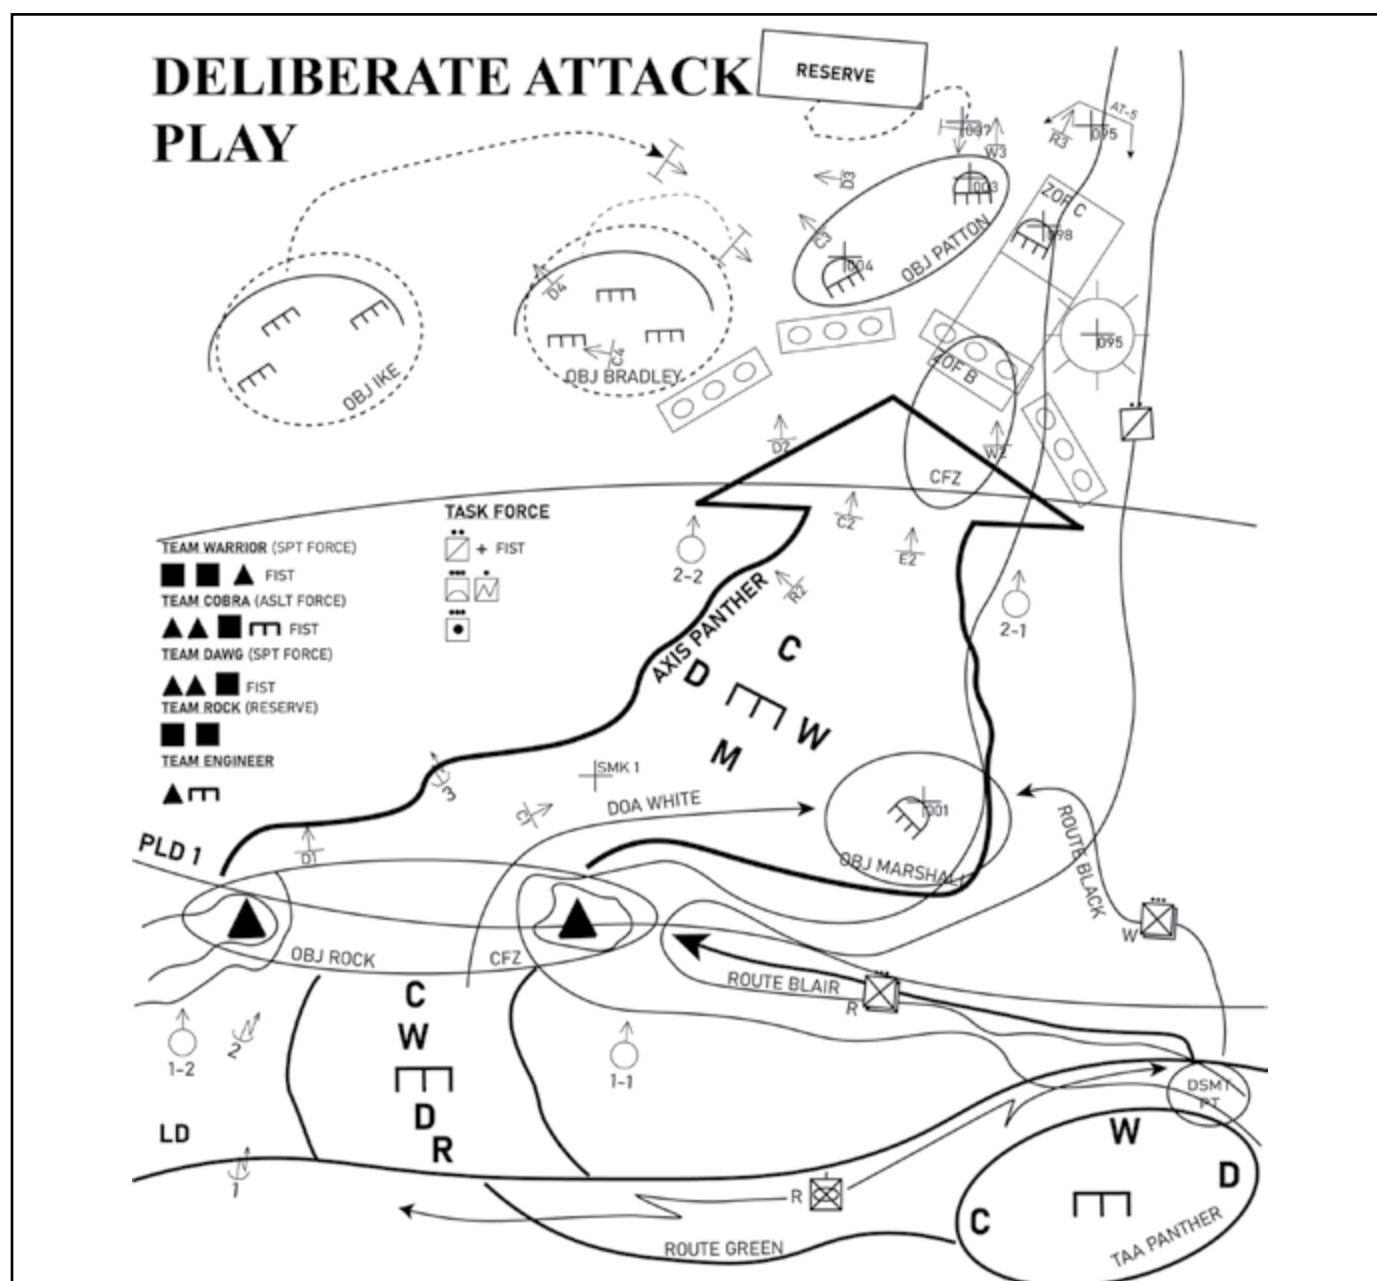 DELIBERATE ATTACK
PLAY
RESERVE
AT-5
007
W3
R3
095
D3
003
ZOF C
C3
OBJ PATTON
098
004
D4
C4
OBJ IKE
OBJ BRADLEY
ZOF B
095
D2
W2
CFZ
TASK FORCE
+ FIST
C2
E2
2-2
R2
2-1
TEAM WARRIOR (SPT FORCE)
FIST
TEAM COBRA (ASLT FORCE)
FIST
TEAM DAWG (SPT FORCE)
FIST
TEAM ROCK (RESERVE)
TEAM ENGINEER
AXIS PANTHER
C
D
W
M
3
SMK 1
DOA WHITE
001
OBJ MARSHALL
ROUTE BLACK
PLD 1
D1
W
OBJ ROCK
CFZ
ROUTE BLAIR
R
C
W
D
R
1-2
2
1-1
LD
1
DSMT
PT
W
D
C
R
TAA PANTHER
ROUTE GREEN